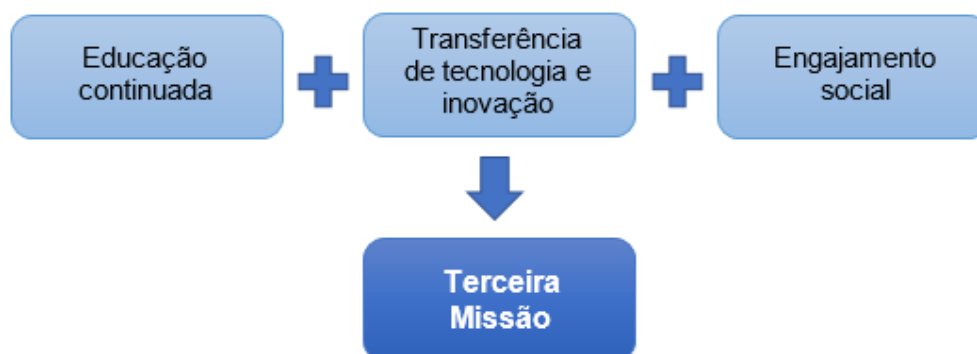 Educação
continuada
Transferência
de tecnologia e
inovação
Engajamento
social
Terceira
Missão